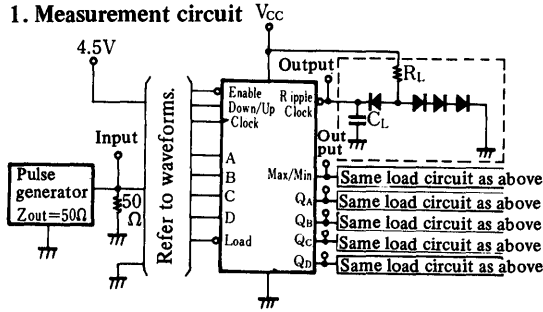 1. Measurement circuit
VCC
4.5V
Output
RL
Enable
Ripple
Down/Up
Clock
Clock
CL
Input
Out
put
Refer to waveforms.
A
Max/Min
Same load circuit as above
Pulse
generator
Zout=50Ω
50
Ω
B
QA
Same load circuit as above
C
QB
Same load circuit as above
D
QC
Same load circuit as above
Load
QD
Same load circuit as above